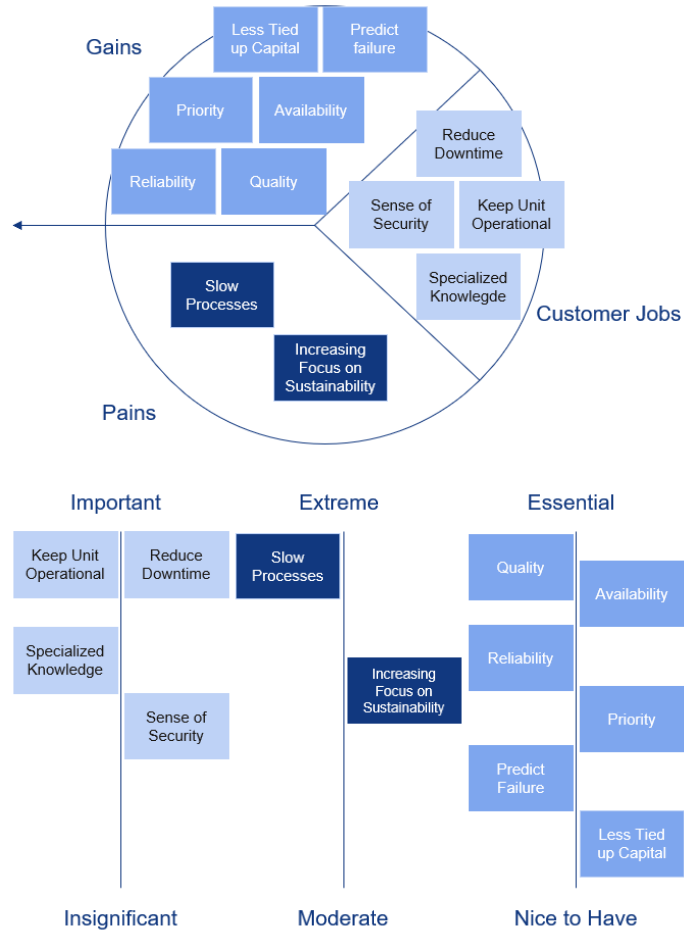 Gains
Less Tied
up Capital
Predict
failure
Priority
Availability
Reliability
Quality
Reduce
Downtime
Sense of
Security
Keep Unit
Operational
Specialized
Knowlegde
Customer Jobs
Slow
Processes
Increasing
Focus on
Sustainability
Pains
Important
Extreme
Essential
Keep Unit
Operational
Reduce
Downtime
Specialized
Knowledge
Sense of
Security
Slow
Processes
Increasing
Focus on
Sustainability
Quality
Availability
Reliability
Priority
Predict
Failure
Less Tied
up Capital
Insignificant
Moderate
Nice to Have